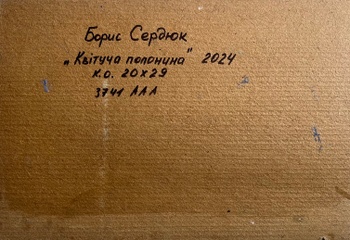 Борис Сердюк
„Квітуча полонина" 2024
к.о. 20х29
3741 ААА